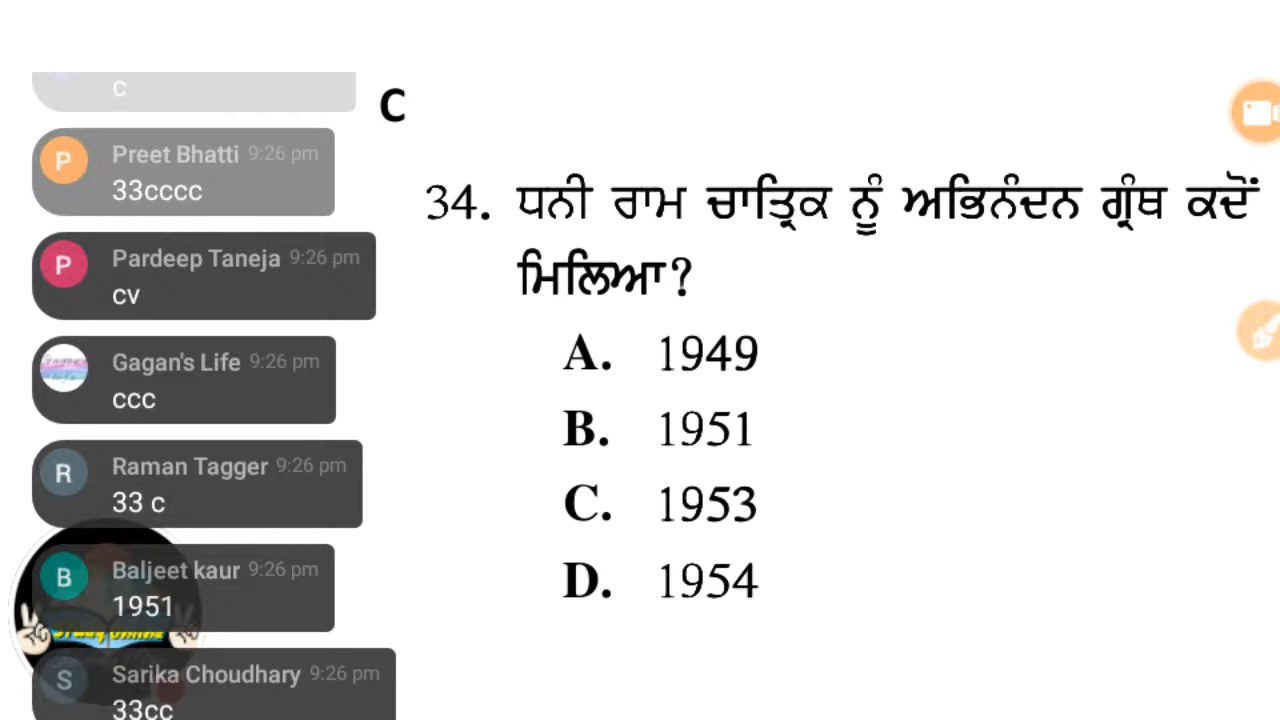 c
C
Preet Bhatti 9:26 pm
33cccc
Pardeep Taneja 9:26 pm
cv
Gagan's Life 9:26 pm
ccc
Raman Tagger 9:26 pm
33 c
Baljeet kaur 9:26 pm
1951
Sarika Choudhary 9:26 pm
33cc
34. ਧਨੀ ਰਾਮ ਚਾਤ੍ਰਿਕ ਨੂੰ ਅਭਿਨੰਦਨ ਗ੍ਰੰਥ ਕਦੋਂ
ਮਿਲਿਆ?
A. 1949
B. 1951
C. 1953
D. 1954